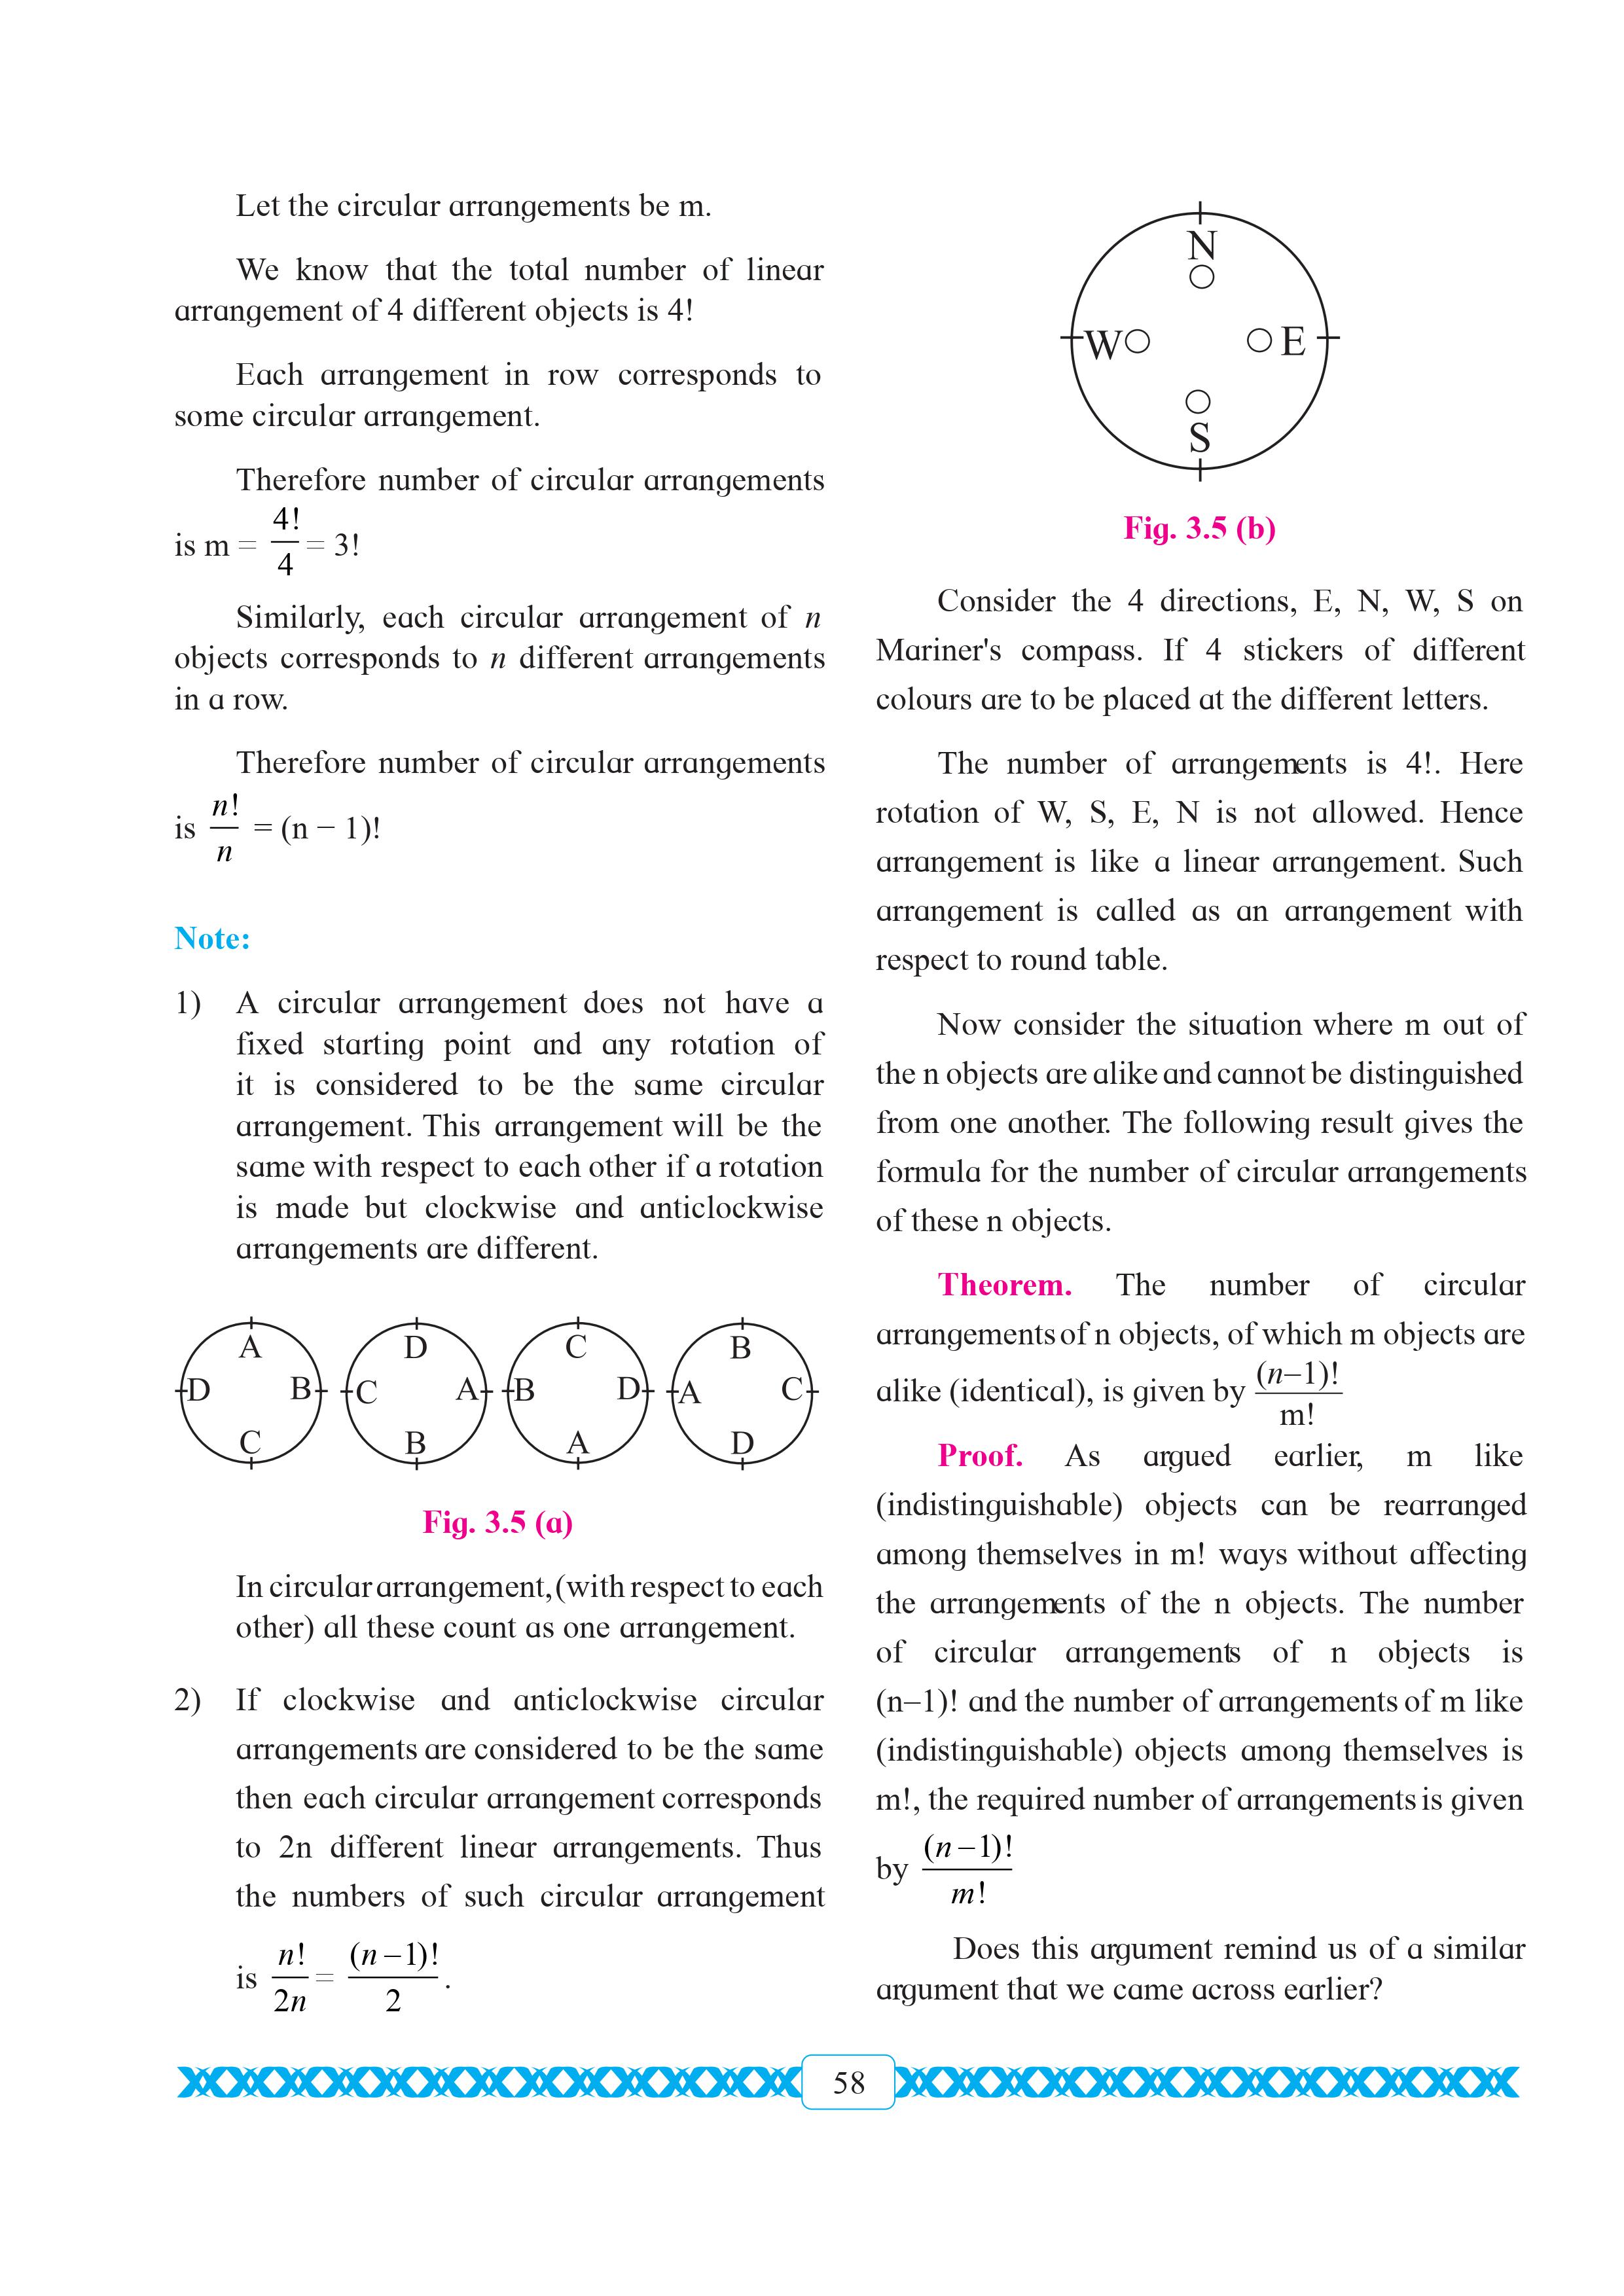 Let the circular arrangements be m.
We know that the total number of linear
arrangement of 4 different objects is 4!
Each arrangement in row corresponds to
some circular arrangement.
Therefore number of circular arrangements
is m = 4!/4 = 3!
Similarly, each circular arrangement of n
objects corresponds to n different arrangements
in a row.
Therefore number of circular arrangements
is n!/n = (n − 1)!
Note:
1) A circular arrangement does not have a
fixed starting point and any rotation of
it is considered to be the same circular
arrangement. This arrangement will be the
same with respect to each other if a rotation
is made but clockwise and anticlockwise
arrangements are different.
A D C B
D B C A B D A C
C B A D
Fig. 3.5 (a)
In circular arrangement, (with respect to each
other) all these count as one arrangement.
2) If clockwise and anticlockwise circular
arrangements are considered to be the same
then each circular arrangement corresponds
to 2n different linear arrangements. Thus
the numbers of such circular arrangement
is n!/2n = (n–1)!/2 .
N
W E
S
Fig. 3.5 (b)
Consider the 4 directions, E, N, W, S on
Mariner's compass. If 4 stickers of different
colours are to be placed at the different letters.
The number of arrangements is 4!. Here
rotation of W, S, E, N is not allowed. Hence
arrangement is like a linear arrangement. Such
arrangement is called as an arrangement with
respect to round table.
Now consider the situation where m out of
the n objects are alike and cannot be distinguished
from one another. The following result gives the
formula for the number of circular arrangements
of these n objects.
Theorem. The number of circular
arrangements of n objects, of which m objects are
alike (identical), is given by (n–1)!/m!
Proof. As argued earlier, m like
(indistinguishable) objects can be rearranged
among themselves in m! ways without affecting
the arrangements of the n objects. The number
of circular arrangements of n objects is
(n–1)! and the number of arrangements of m like
(indistinguishable) objects among themselves is
m!, the required number of arrangements is given
by (n–1)!/m!
Does this argument remind us of a similar
argument that we came across earlier?
58